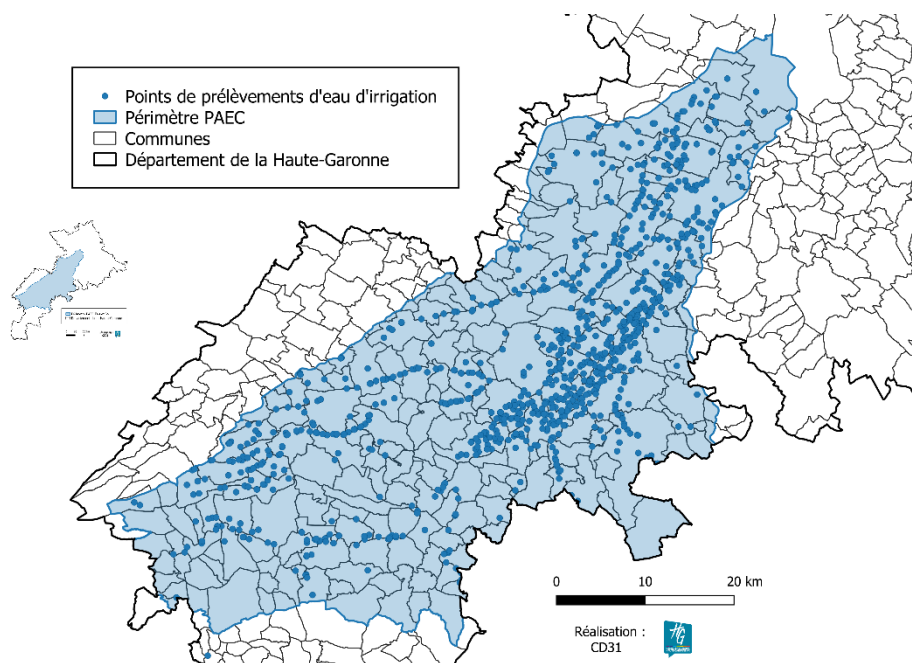 Points de prélèvements d'eau d'irrigation
Périmètre PAEC
Communes
Département de la Haute-Garonne
0 10 20 km
Réalisation :
CD31